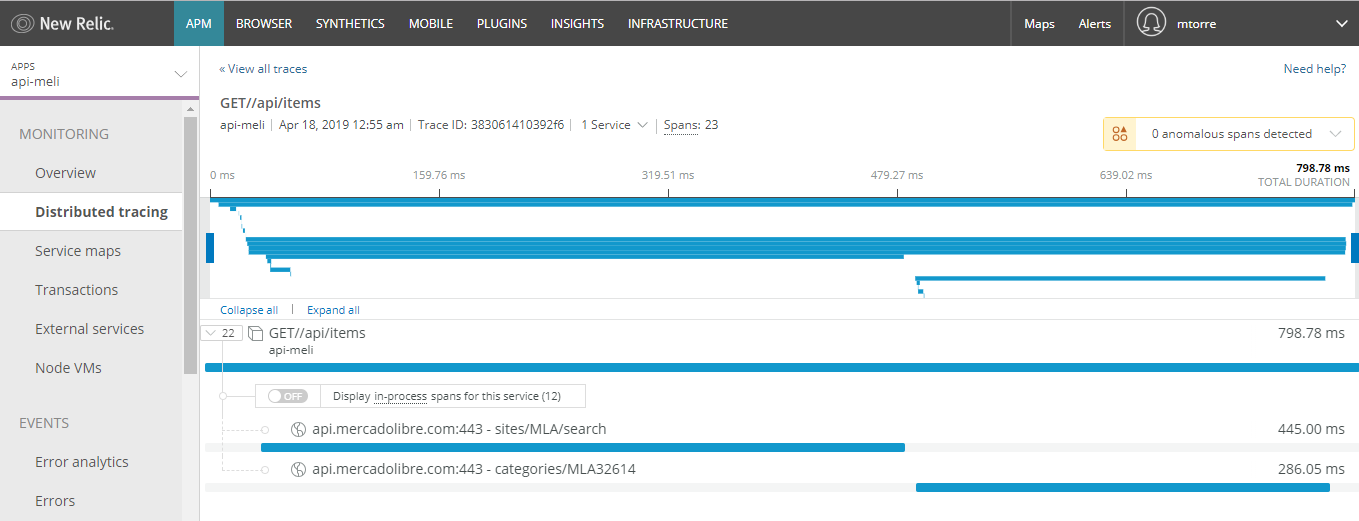 New Relic. APM BROWSER SYNTHETICS MOBILE PLUGINS INSIGHTS INFRASTRUCTURE Maps Alerts mtorre
APPS
api-meli
MONITORING
Overview
Distributed tracing
Service maps
Transactions
External services
Node VMs
EVENTS
Error analytics
Errors
« View all traces Need help?
GET//api/items
api-meli Apr 18, 2019 12:55 am Trace ID: 383061410392f6 1 Service Spans: 23
0 anomalous spans detected
0 ms 159.76 ms 319.51 ms 479.27 ms 639.02 ms 798.78 ms
TOTAL DURATION
Collapse all Expand all
22 GET//api/items 798.78 ms
api-meli
OFF Display in-process spans for this service (12)
api.mercadolibre.com:443 - sites/MLA/search 445.00 ms
api.mercadolibre.com:443 - categories/MLA32614 286.05 ms